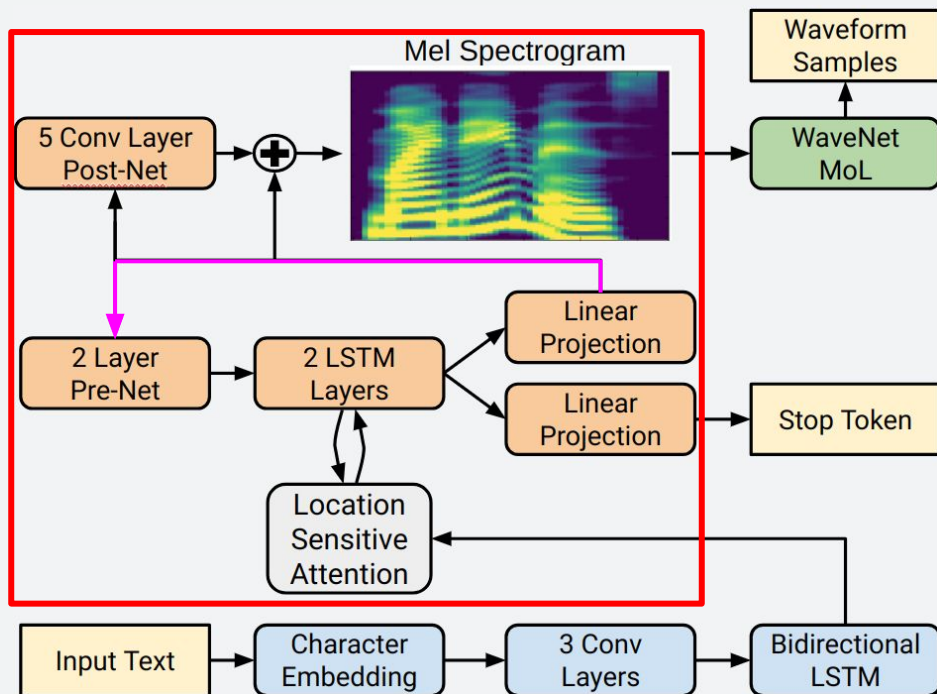 Mel Spectrogram
Waveform
Samples
5 Conv Layer
Post-Net
WaveNet
MoL
2 Layer
Pre-Net
2 LSTM
Layers
Linear
Projection
Linear
Projection
Stop Token
Location
Sensitive
Attention
Input Text
Character
Embedding
3 Conv
Layers
Bidirectional
LSTM